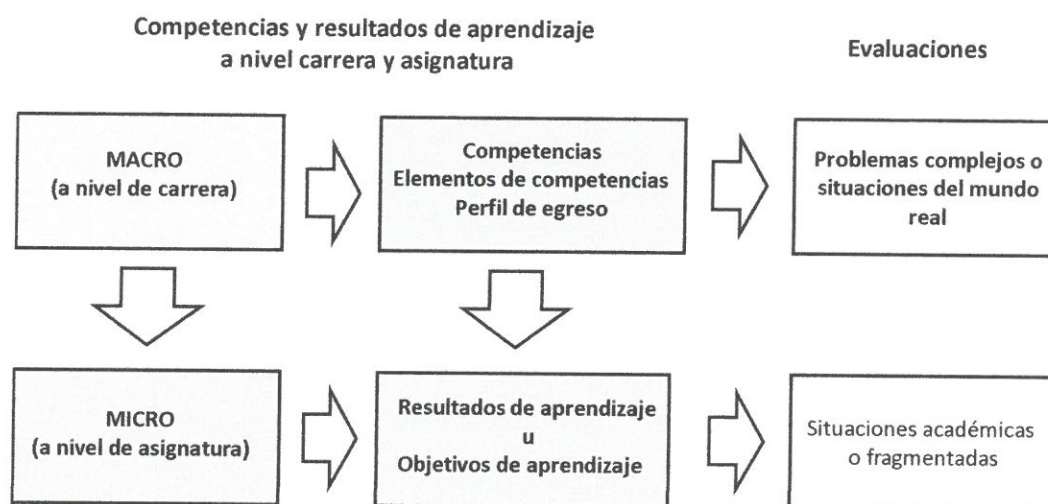 Competencias y resultados de aprendizaje
a nivel carrera y asignatura
Evaluaciones
MACRO
(a nivel de carrera)
Competencias
Elementos de competencias
Perfil de egreso
Problemas complejos o
situaciones del mundo
real
MICRO
(a nivel de asignatura)
Resultados de aprendizaje
u
Objetivos de aprendizaje
Situaciones académicas
o fragmentadas